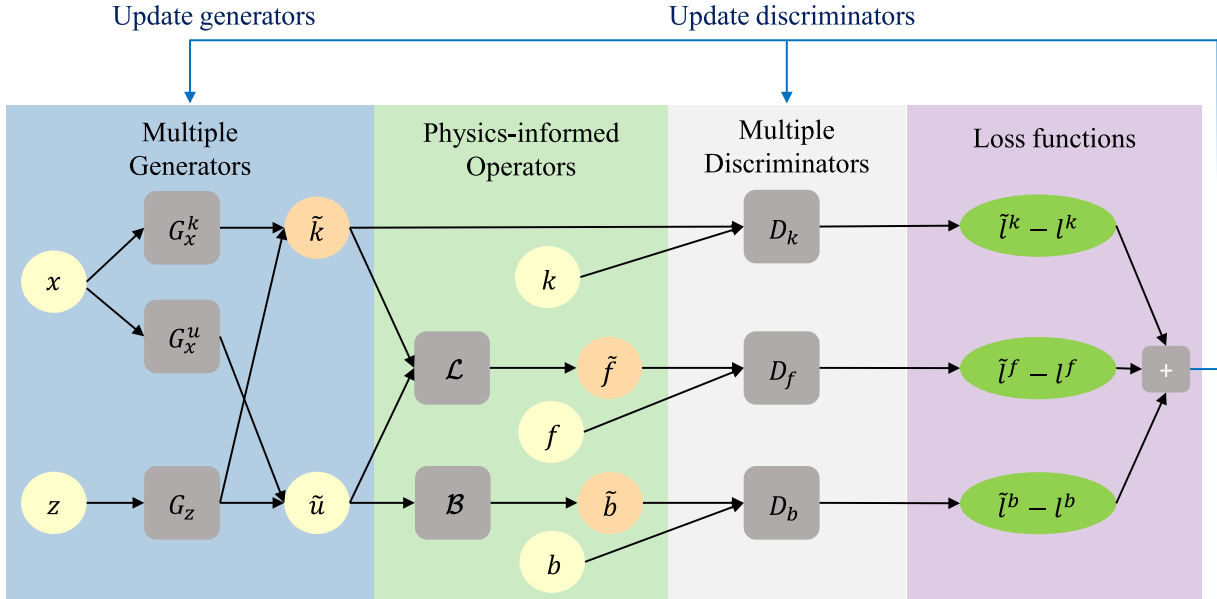 Update generators
Update discriminators
Multiple
Generators
Physics-informed
Operators
Multiple
Discriminators
Loss functions
G_x^k
k̃
D_k
l̃^k − l^k
x
k
G_x^u
ℒ
f̃
D_f
l̃^f − l^f
+
f
z
G_z
ũ
ℬ
b̃
D_b
l̃^b − l^b
b